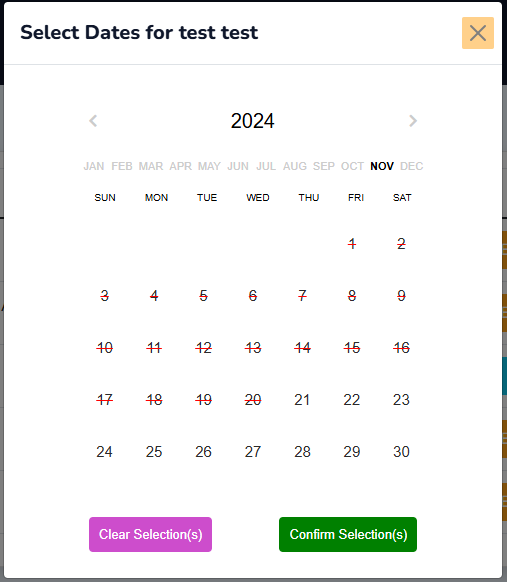 Select Dates for test test
2024
JAN FEB MAR APR MAY JUN JUL AUG SEP OCT NOV DEC
SUN MON TUE WED THU FRI SAT
1 2
3 4 5 6 7 8 9
10 11 12 13 14 15 16
17 18 19 20 21 22 23
24 25 26 27 28 29 30
Clear Selection(s) Confirm Selection(s)